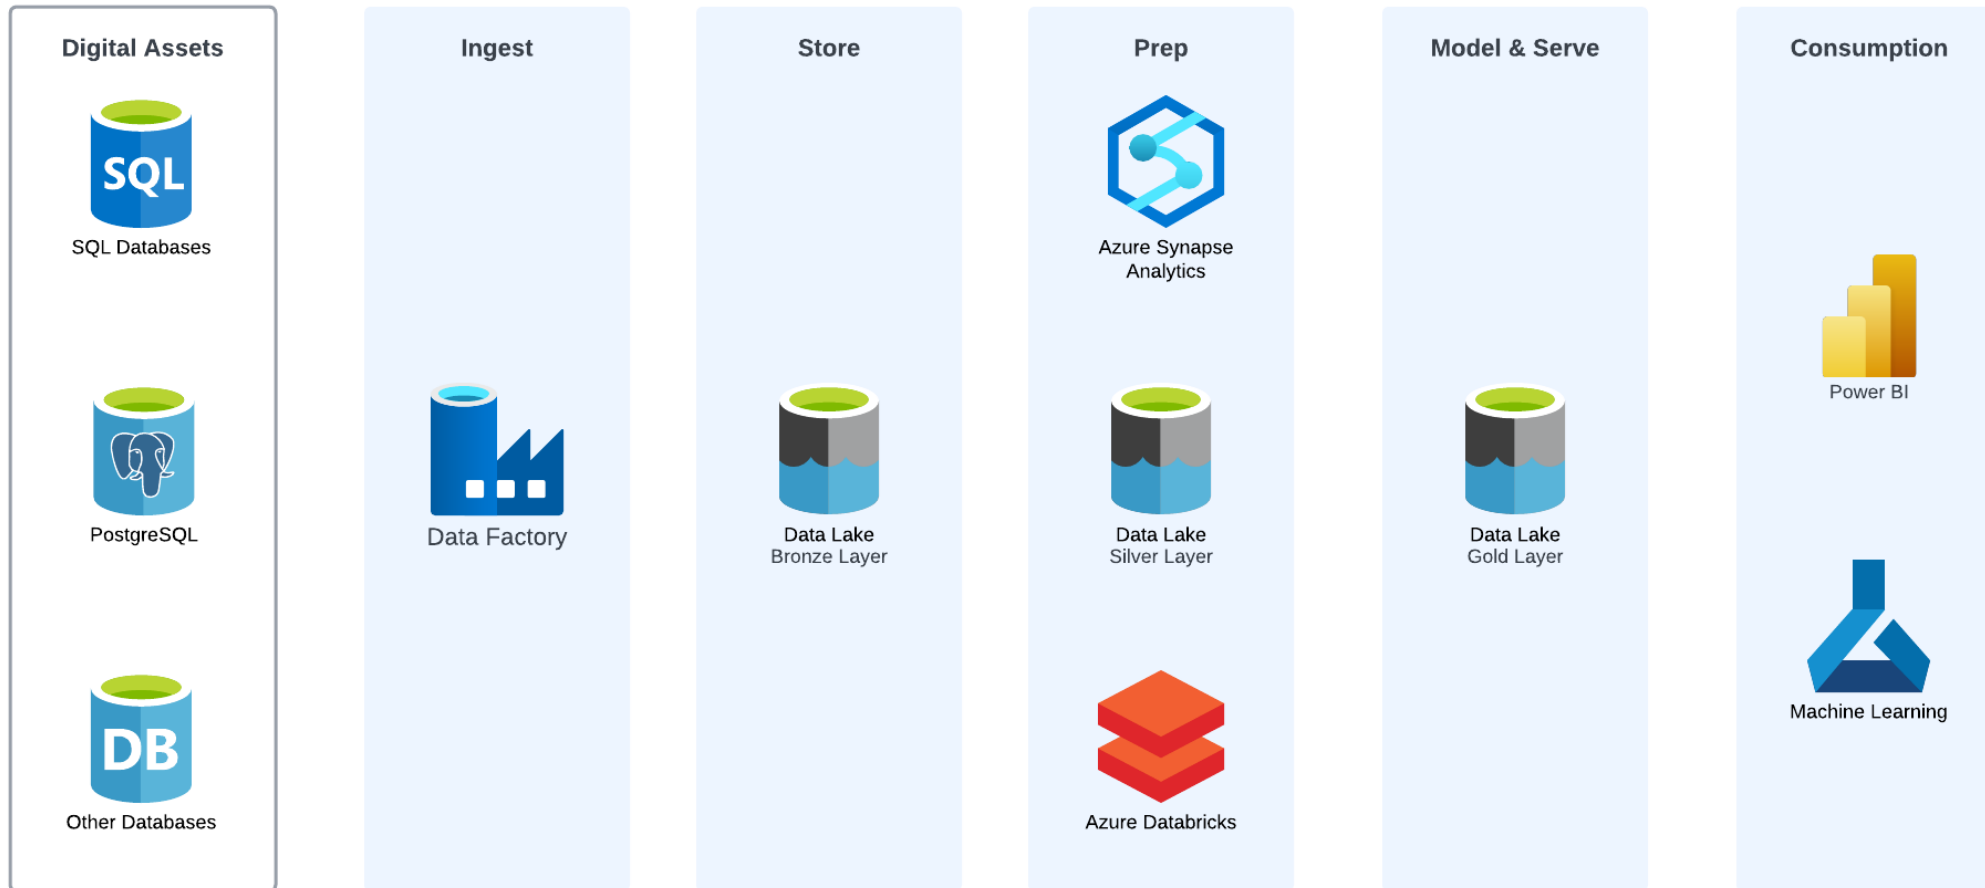 Digital Assets
SQL
SQL Databases
PostgreSQL
DB
Other Databases
Ingest
Data Factory
Store
Data Lake
Bronze Layer
Prep
Azure Synapse
Analytics
Data Lake
Silver Layer
Azure Databricks
Model & Serve
Data Lake
Gold Layer
Consumption
Power BI
Machine Learning